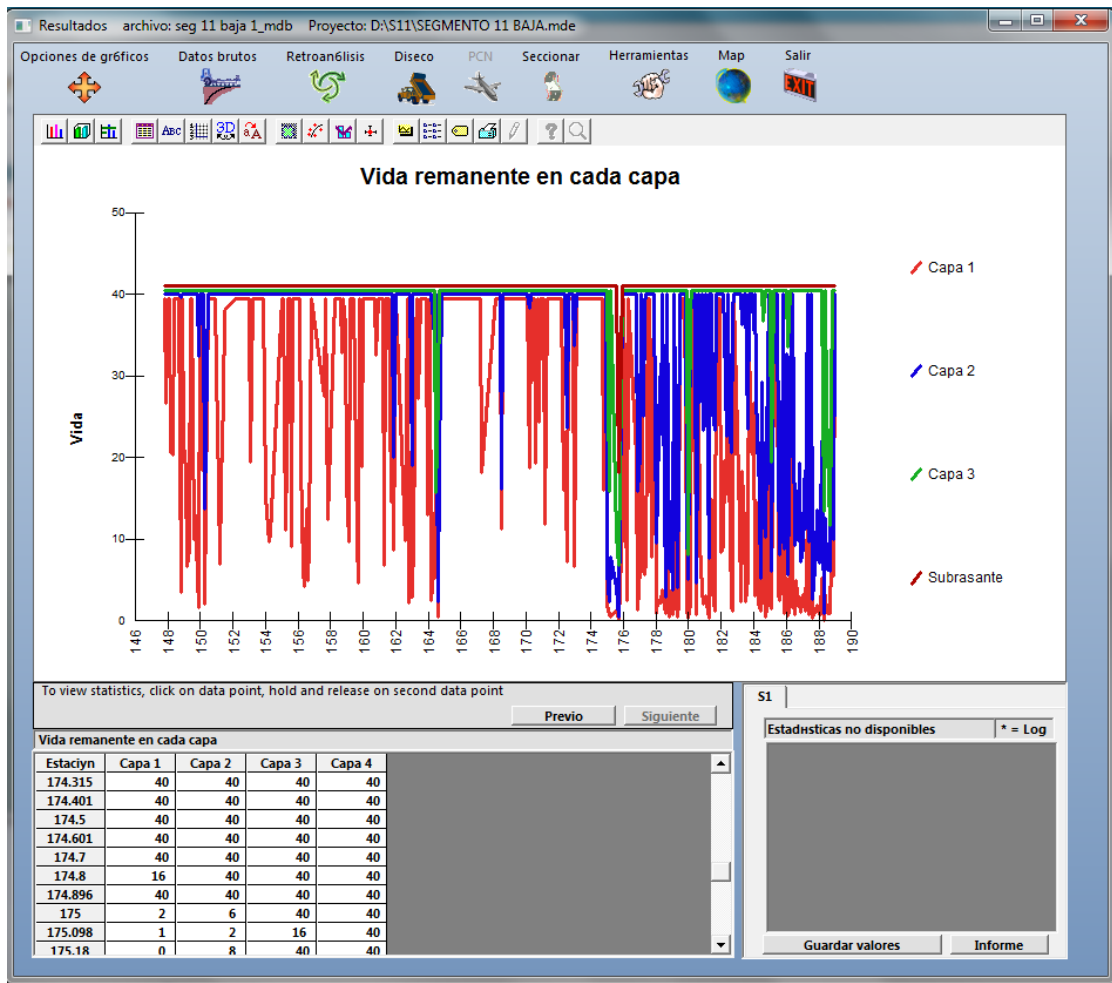 Resultados archivo: seg 11 baja 1_mdb Proyecto: D:\S11\SEGMENTO 11 BAJA.mde
Opciones de gróficos Datos brutos Retroanólisis Diseco PCN Seccionar Herramientas Map Salir
EXIT
ABC 3D
Vida remanente en cada capa
50
40
30
20
10
0
Vida
146 148 150 152 154 156 158 160 162 164 166 168 170 172 174 176 178 180 182 184 186 188 190
Capa 1
Capa 2
Capa 3
Subrasante
To view statistics, click on data point, hold and release on second data point
Previo Siguiente
Vida remanente en cada capa
Estaciyn Capa 1 Capa 2 Capa 3 Capa 4
174.315 40 40 40 40
174.401 40 40 40 40
174.5 40 40 40 40
174.601 40 40 40 40
174.7 40 40 40 40
174.8 16 40 40 40
174.896 40 40 40 40
175 2 6 40 40
175.098 1 2 16 40
175.18 0 8 40 40
S1
Estadнsticas no disponibles * = Log
Guardar valores Informe